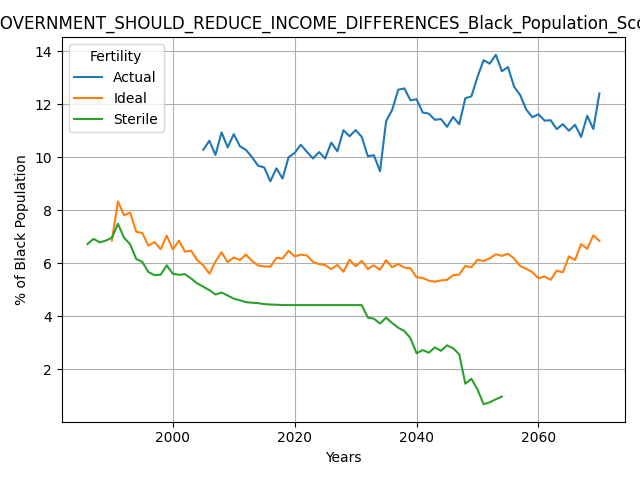 OVERNMENT_SHOULD_REDUCE_INCOME_DIFFERENCES_Black_Population_Sco
14
Fertility
Actual
Ideal
Sterile
12
10
8
6
4
2
% of Black Population
2000
2020
2040
2060
Years